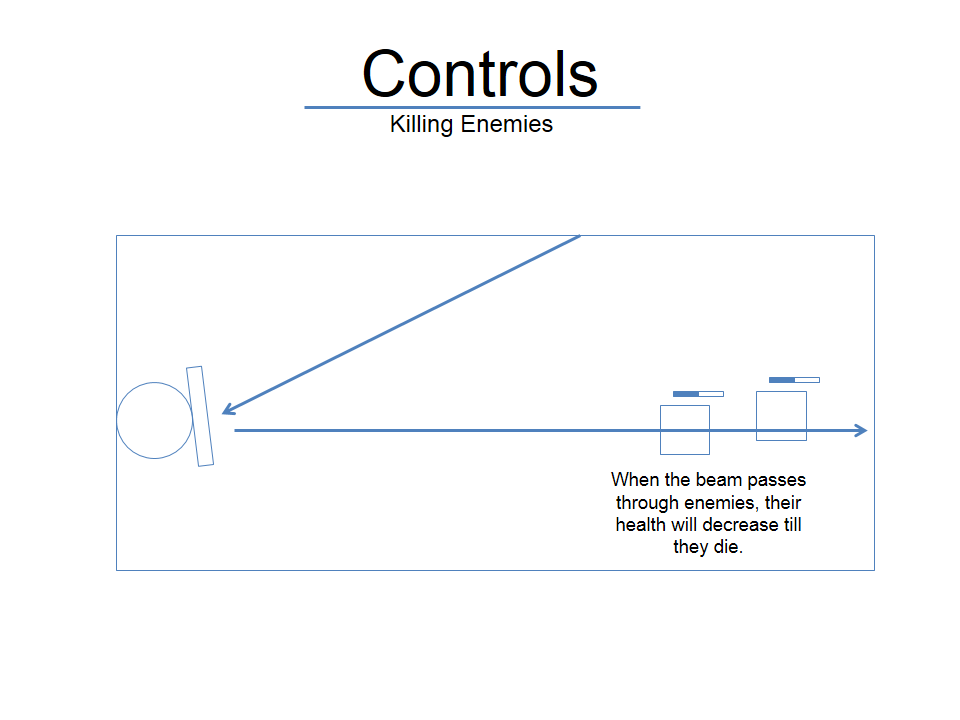 Controls
Killing Enemies
When the beam passes
through enemies, their
health will decrease till
they die.